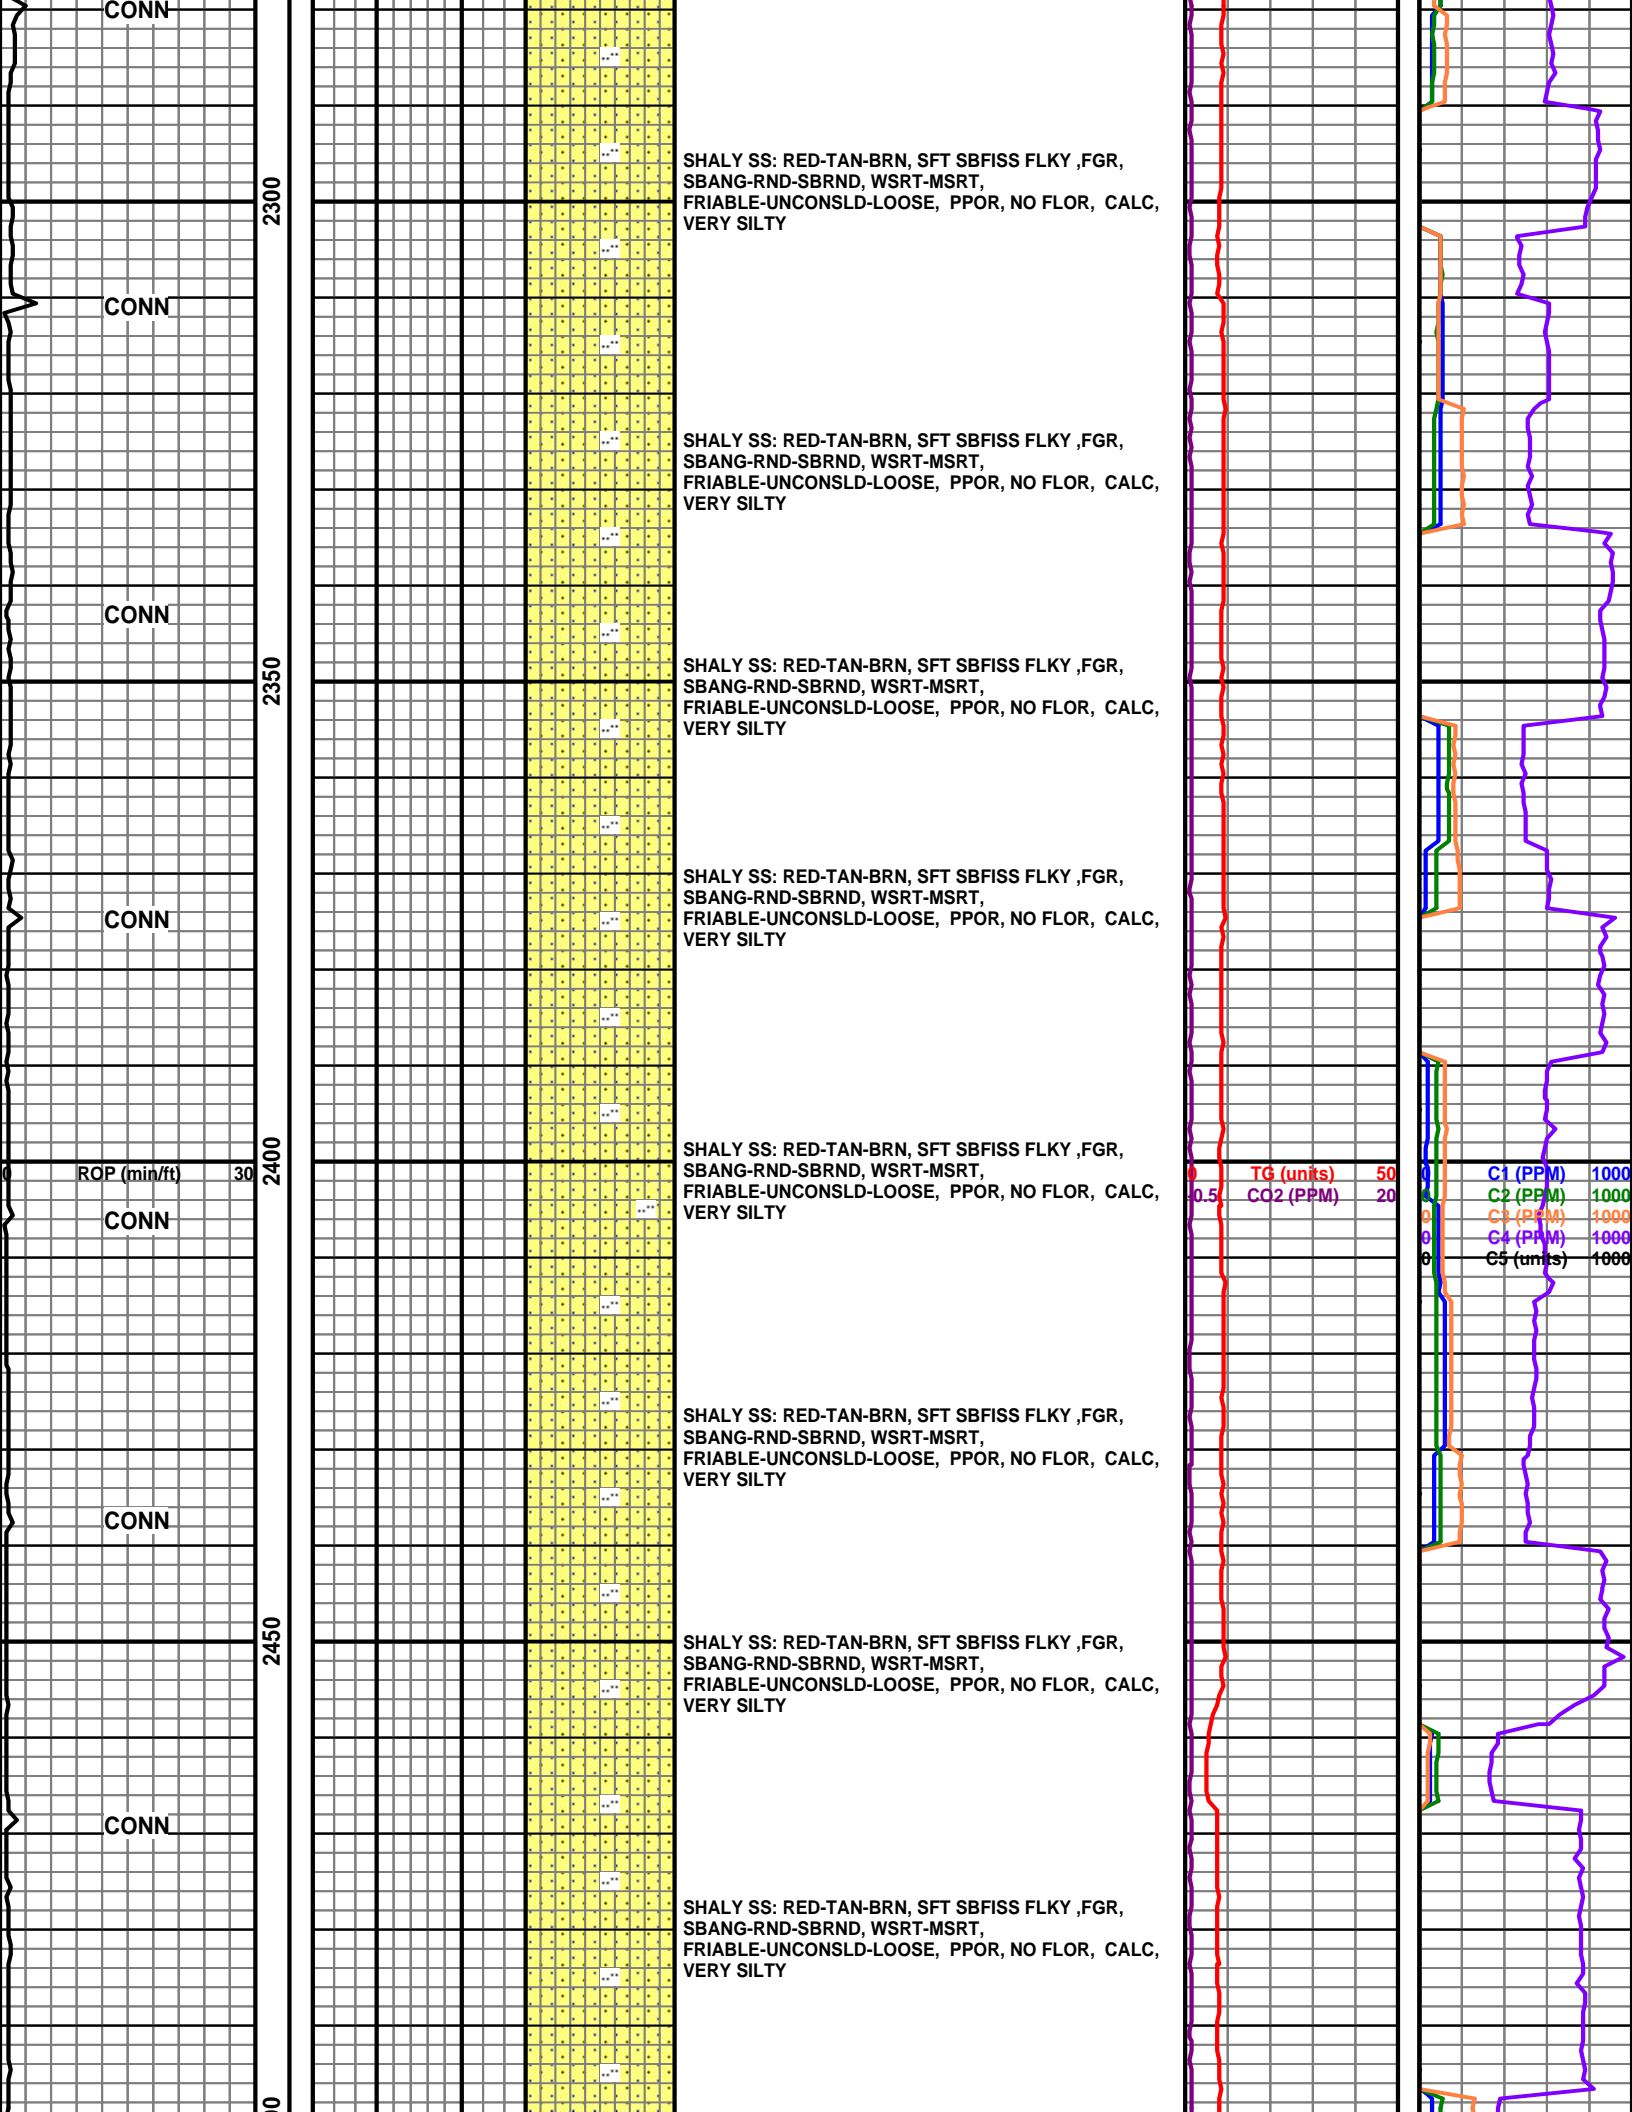 CONN
SHALY SS: RED-TAN-BRN, SFT SBFISS FLKY ,FGR,
SBANG-RND-SBRND, WSRT-MSRT,
FRIABLE-UNCONSLD-LOOSE, PPOR, NO FLOR, CALC,
VERY SILTY
2300
CONN
SHALY SS: RED-TAN-BRN, SFT SBFISS FLKY ,FGR,
SBANG-RND-SBRND, WSRT-MSRT,
FRIABLE-UNCONSLD-LOOSE, PPOR, NO FLOR, CALC,
VERY SILTY
CONN
SHALY SS: RED-TAN-BRN, SFT SBFISS FLKY ,FGR,
SBANG-RND-SBRND, WSRT-MSRT,
FRIABLE-UNCONSLD-LOOSE, PPOR, NO FLOR, CALC,
VERY SILTY
2350
SHALY SS: RED-TAN-BRN, SFT SBFISS FLKY ,FGR,
SBANG-RND-SBRND, WSRT-MSRT,
FRIABLE-UNCONSLD-LOOSE, PPOR, NO FLOR, CALC,
VERY SILTY
CONN
SHALY SS: RED-TAN-BRN, SFT SBFISS FLKY ,FGR,
SBANG-RND-SBRND, WSRT-MSRT,
FRIABLE-UNCONSLD-LOOSE, PPOR, NO FLOR, CALC,
VERY SILTY
2400
0 ROP (min/ft) 30
0 TG (units) 50
-0.5 CO2 (PPM) 20
0 C1 (PPM) 1000
0 C2 (PPM) 1000
0 C3 (PPM) 1000
0 C4 (PPM) 1000
0 C5 (units) 1000
CONN
SHALY SS: RED-TAN-BRN, SFT SBFISS FLKY ,FGR,
SBANG-RND-SBRND, WSRT-MSRT,
FRIABLE-UNCONSLD-LOOSE, PPOR, NO FLOR, CALC,
VERY SILTY
CONN
SHALY SS: RED-TAN-BRN, SFT SBFISS FLKY ,FGR,
SBANG-RND-SBRND, WSRT-MSRT,
FRIABLE-UNCONSLD-LOOSE, PPOR, NO FLOR, CALC,
VERY SILTY
2450
CONN
SHALY SS: RED-TAN-BRN, SFT SBFISS FLKY ,FGR,
SBANG-RND-SBRND, WSRT-MSRT,
FRIABLE-UNCONSLD-LOOSE, PPOR, NO FLOR, CALC,
VERY SILTY